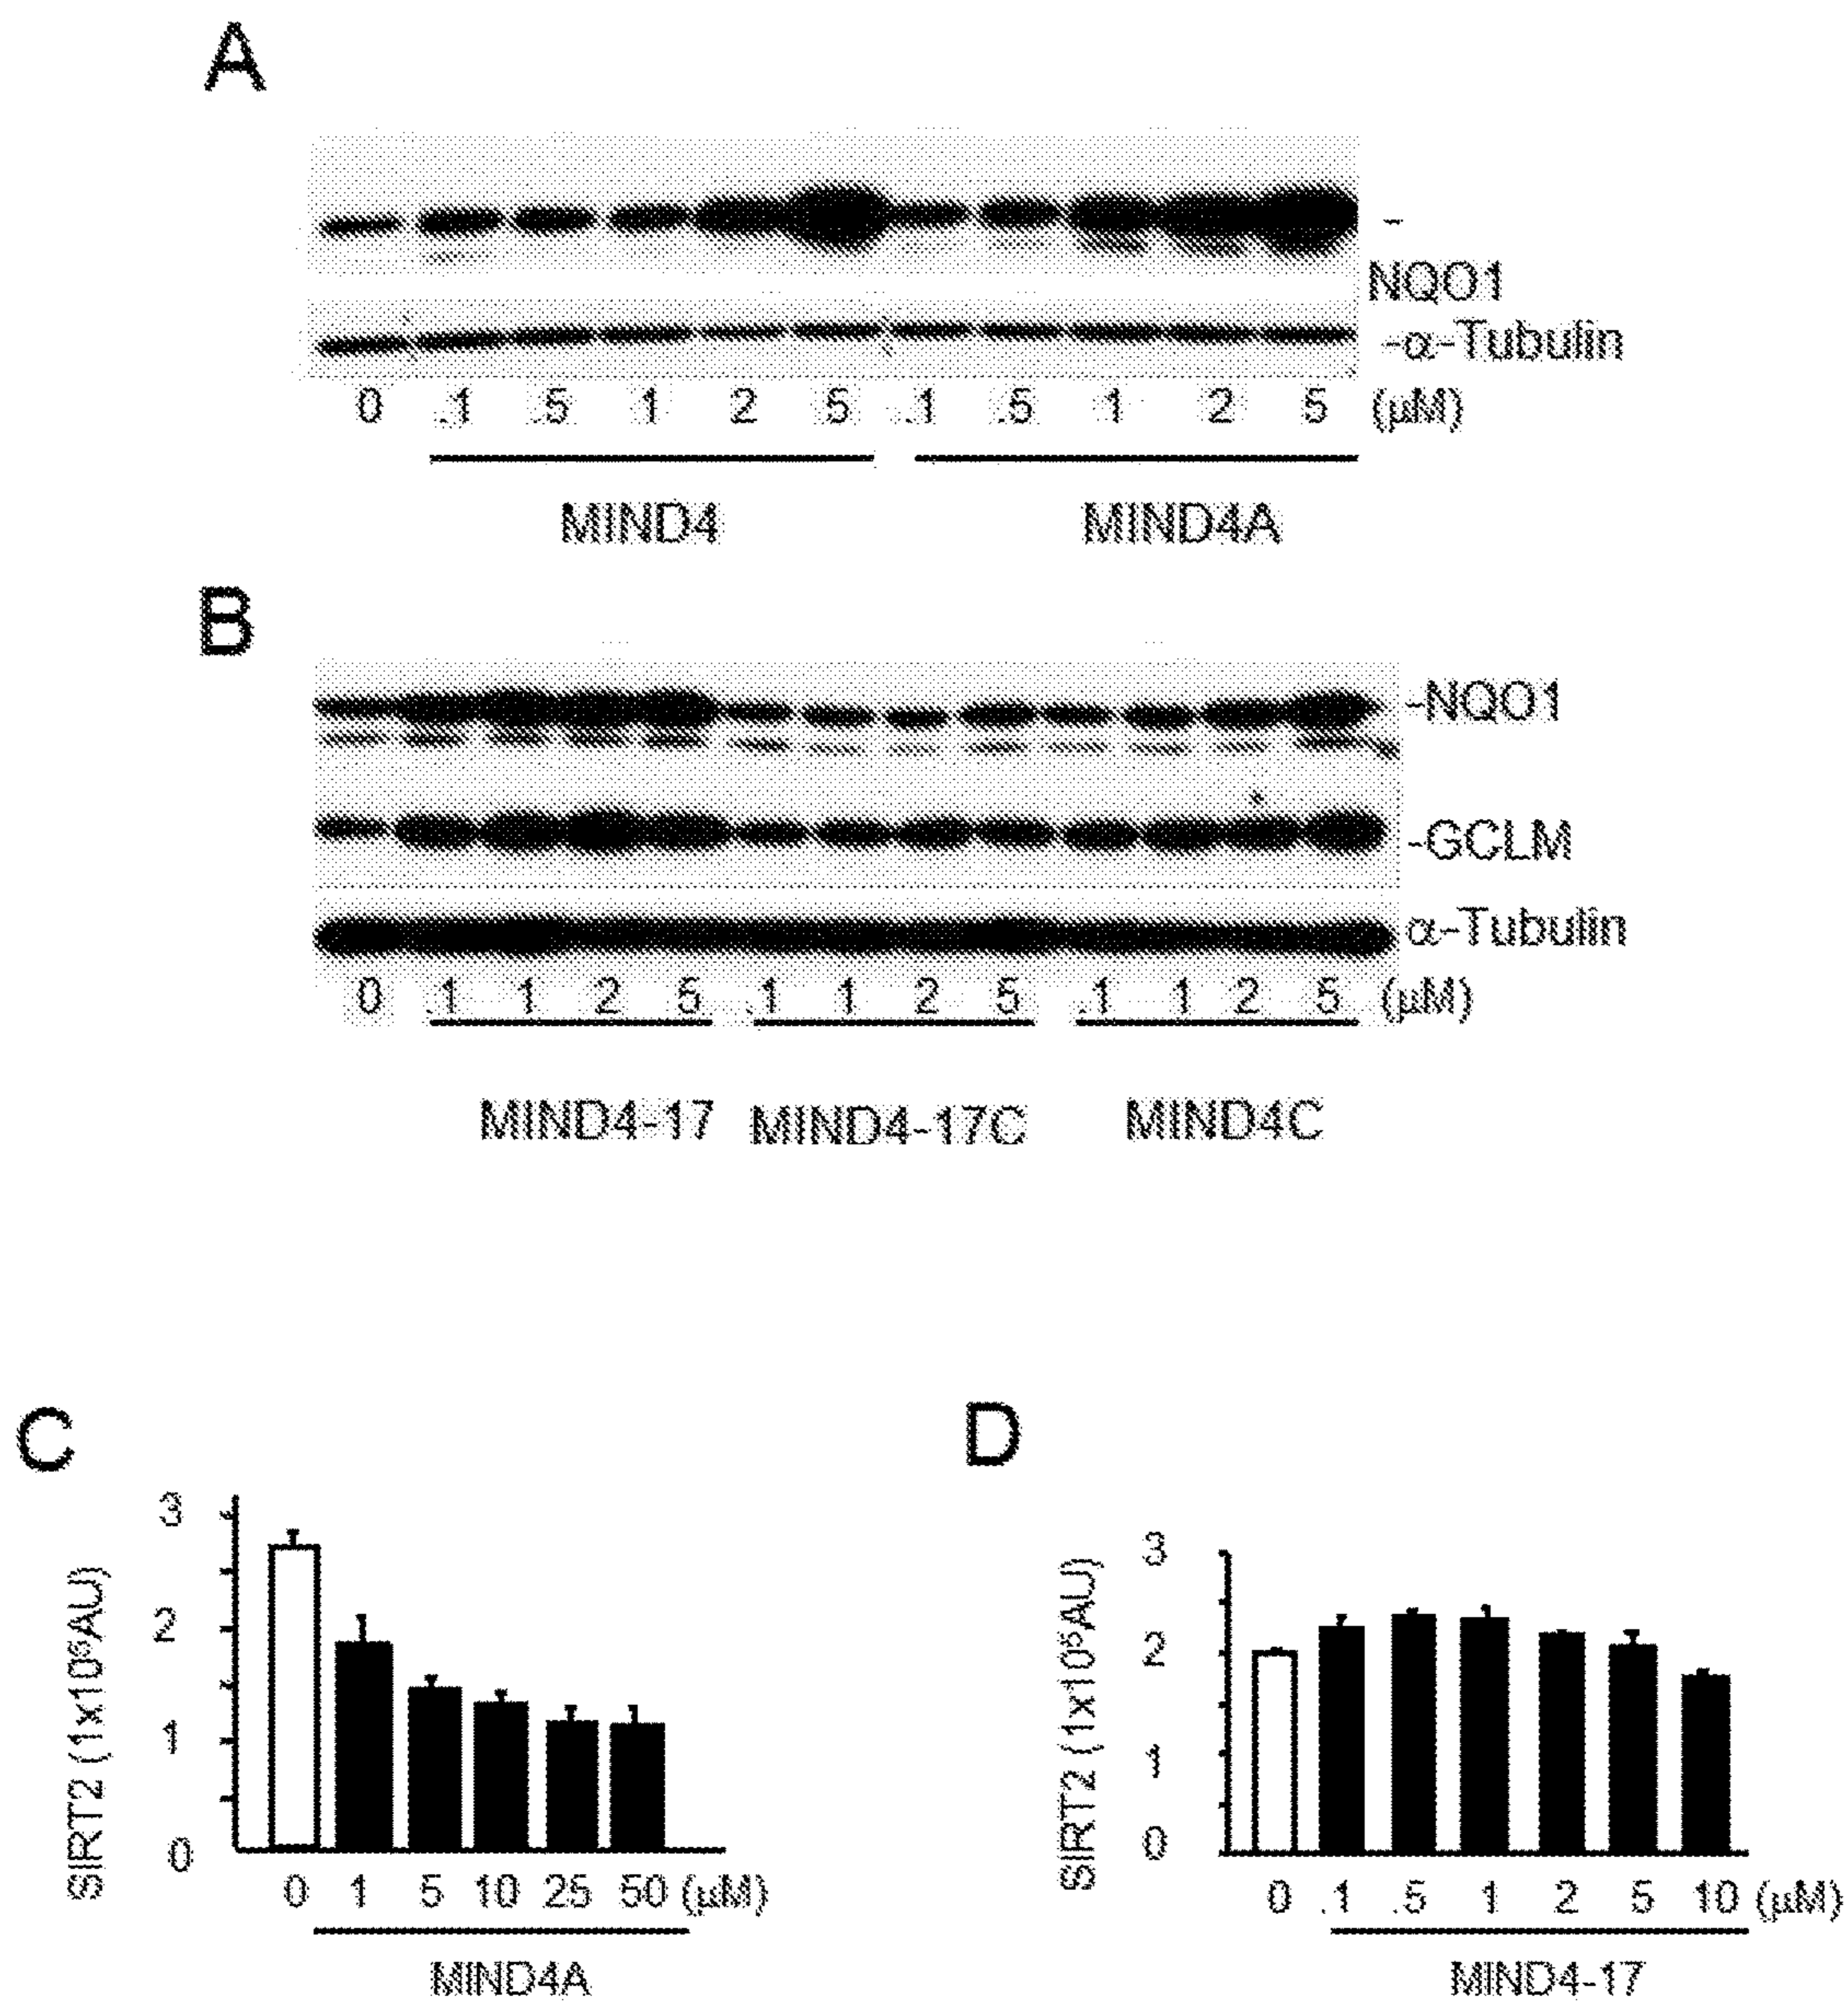 A
-
NQO1
-α-Tubulin
0 .1 .5 1 2 5 .1 .5 1 2 5 (µM)
MIND4 MIND4A
B
-NQO1
-GCLM
α-Tubulin
0 .1 1 2 5 .1 1 2 5 .1 1 2 5 (µM)
MIND4-17 MIND4-17C MIND4C
C
SIRT2 (1x10⁵AU)
3
2
1
0
0 1 5 10 25 50 (µM)
MIND4A
D
SIRT2 (1x10⁵AU)
3
2
1
0
0 .1 .5 1 2 5 10 (µM)
MIND4-17